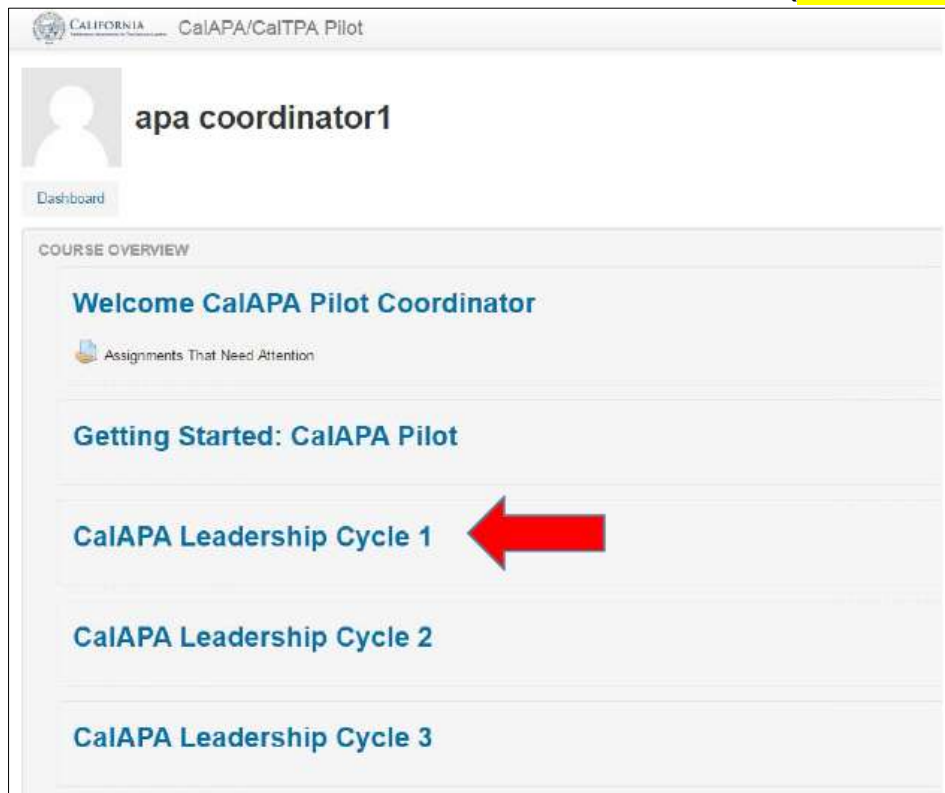 CALIFORNIA CalAPA/CalTPA Pilot
apa coordinator1
Dashboard
COURSE OVERVIEW
Welcome CalAPA Pilot Coordinator
Assignments That Need Attention
Getting Started: CalAPA Pilot
CalAPA Leadership Cycle 1
CalAPA Leadership Cycle 2
CalAPA Leadership Cycle 3